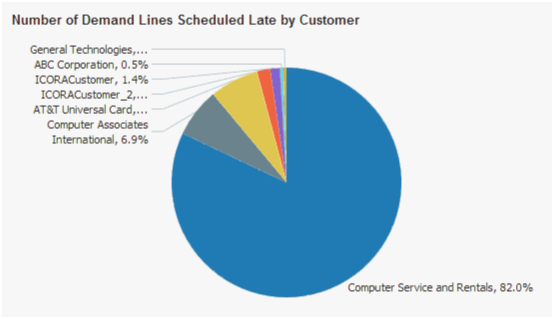 Number of Demand Lines Scheduled Late by Customer
General Technologies,...
ABC Corporation, 0.5%
ICORACustomer, 1.4%
ICORACustomer_2,...
AT&T Universal Card,...
Computer Associates
International, 6.9%
Computer Service and Rentals, 82.0%